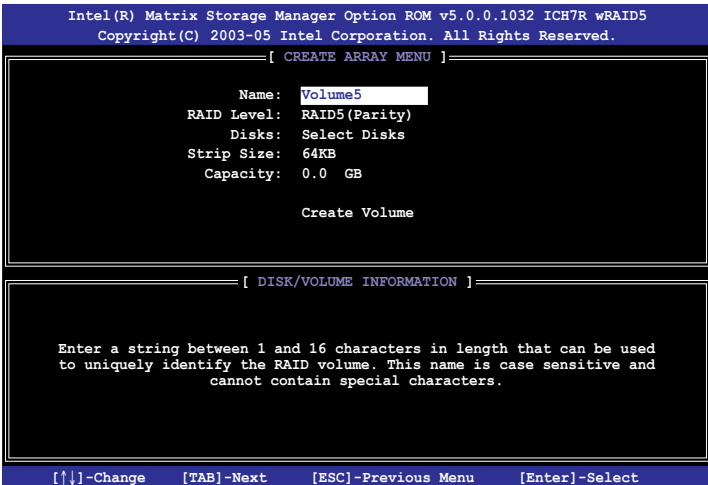 Intel(R) Matrix Storage Manager Option ROM v5.0.0.1032 ICH7R wRAID5
Copyright(C) 2003-05 Intel Corporation. All Rights Reserved.
[ CREATE ARRAY MENU ]
Name: Volume5
RAID Level: RAID5(Parity)
Disks: Select Disks
Strip Size: 64KB
Capacity: 0.0 GB
Create Volume
[ DISK/VOLUME INFORMATION ]
Enter a string between 1 and 16 characters in length that can be used
to uniquely identify the RAID volume. This name is case sensitive and
cannot contain special characters.
[↑↓]-Change [TAB]-Next [ESC]-Previous Menu [Enter]-Select